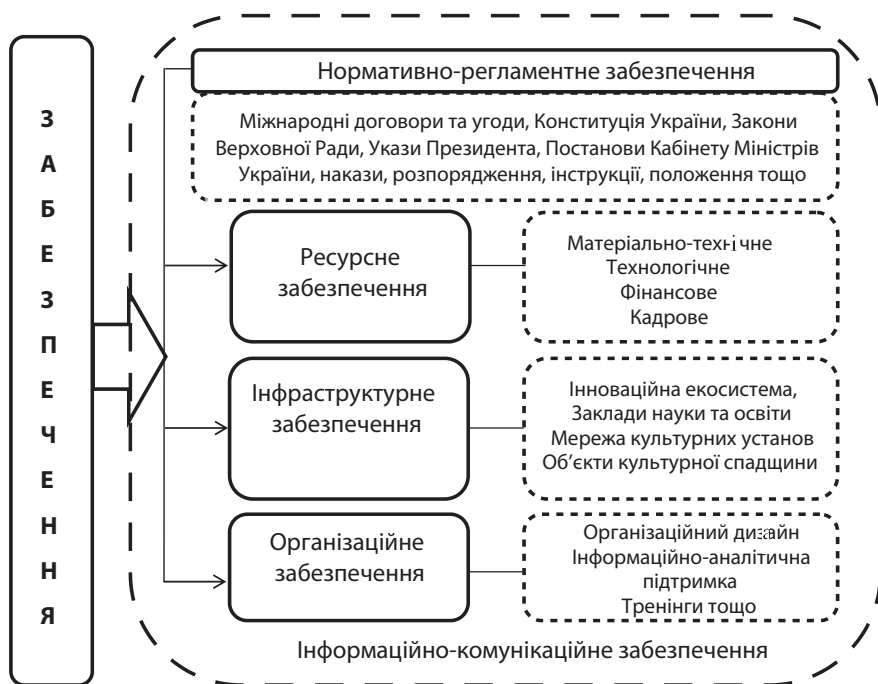 ЗАБЕЗПЕЧЕННЯ
Нормативно-регламентне забезпечення
Міжнародні договори та угоди, Конституція України, Закони
Верховної Ради, Укази Президента, Постанови Кабінету Міністрів
України, накази, розпорядження, інструкції, положення тощо
Ресурсне
забезпечення
Матеріально-технічне
Технологічне
Фінансове
Кадрове
Інфраструктурне
забезпечення
Інноваційна екосистема,
Заклади науки та освіти
Мережа культурних установ
Об’єкти культурної спадщини
Організаційне
забезпечення
Організаційний дизайн
Інформаційно-аналітична
підтримка
Тренінги тощо
Інформаційно-комунікаційне забезпечення